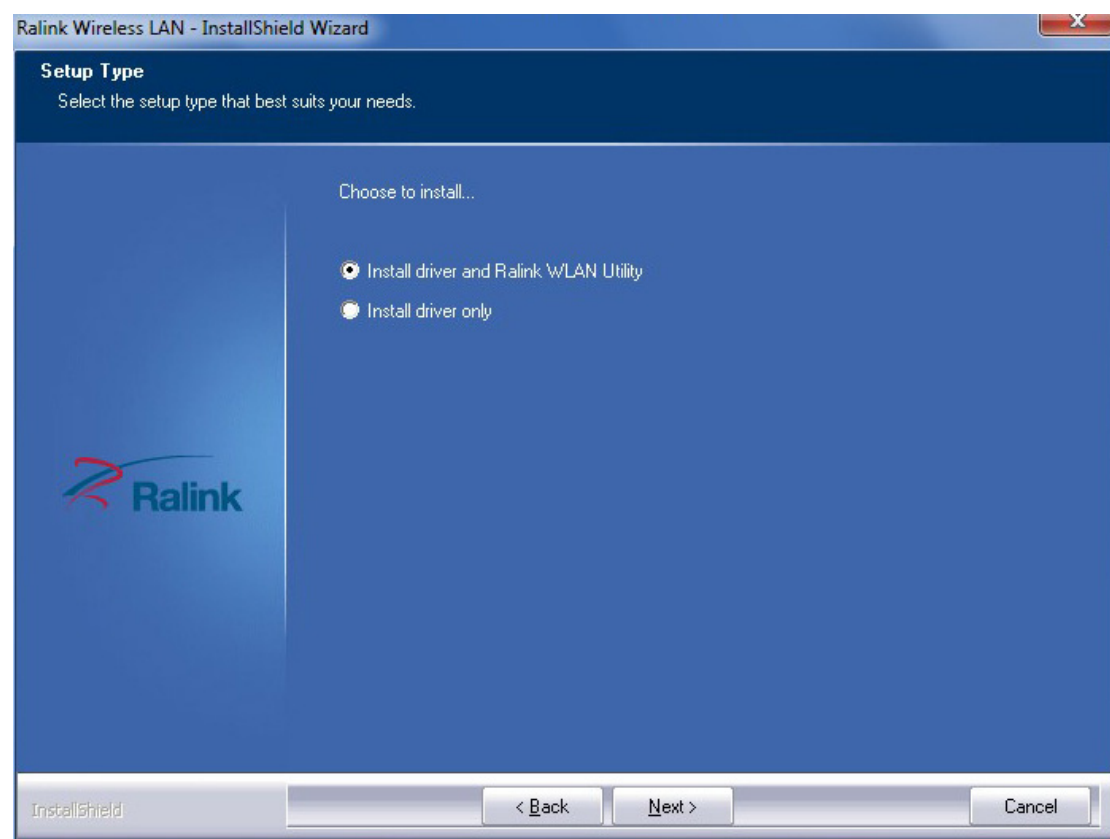 Ralink Wireless LAN - InstallShield Wizard
Setup Type
Select the setup type that best suits your needs.
Choose to install...
Install driver and Ralink WLAN Utility
Install driver only
Ralink
InstallShield
< Back
Next >
Cancel